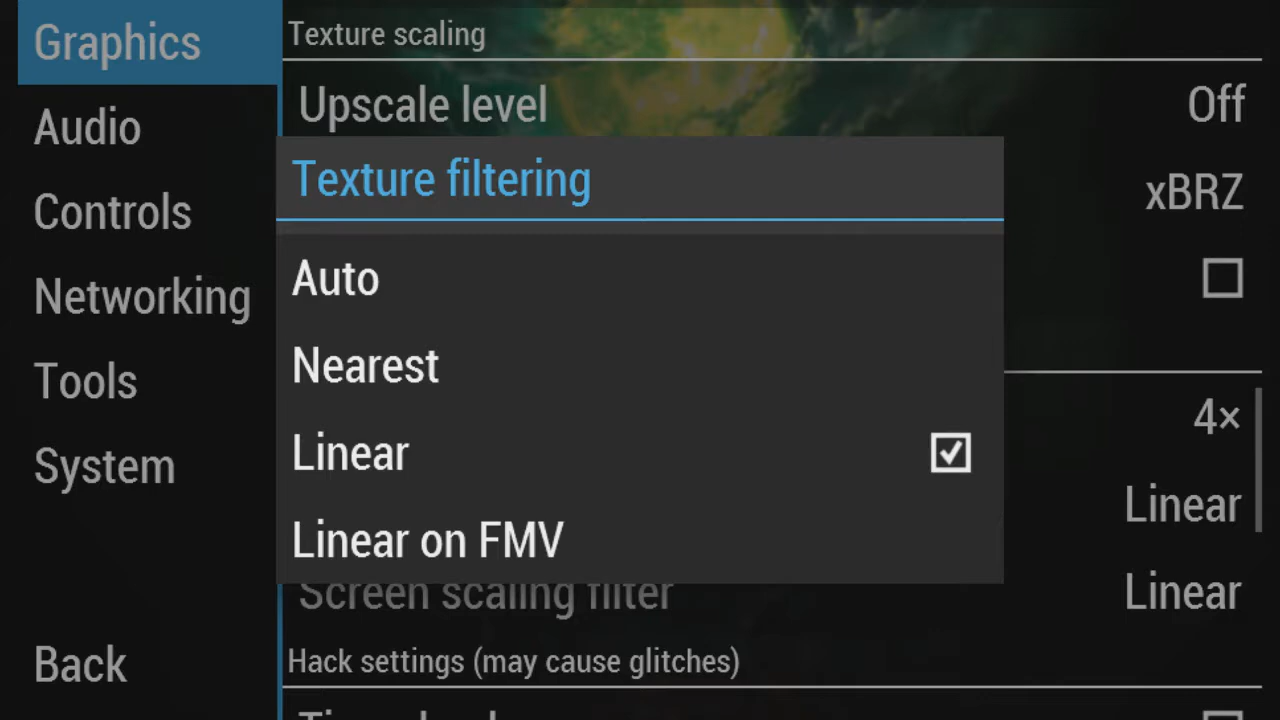 Graphics
Audio
Controls
Networking
Tools
System
Back
Texture scaling
Upscale level Off
xBRZ
Texture filtering
Auto
Nearest
Linear
Linear on FMV
4×
Linear
Screen scaling filter Linear
Hack settings (may cause glitches)